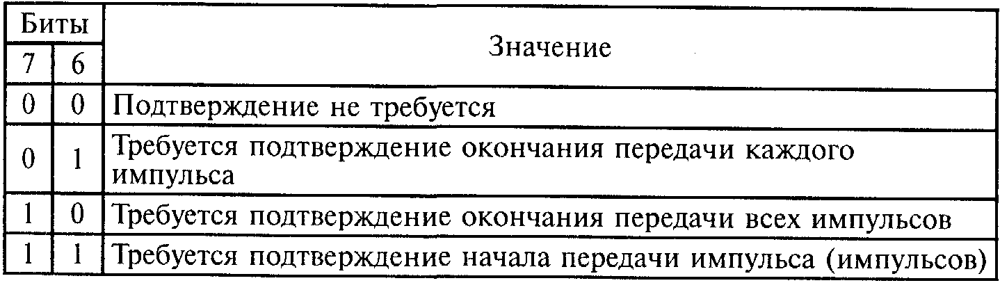 Биты
Значение
7 6
0 0 Подтверждение не требуется
0 1 Требуется подтверждение окончания передачи каждого
импульса
1 0 Требуется подтверждение окончания передачи всех импульсов
1 1 Требуется подтверждение начала передачи импульса (импульсов)